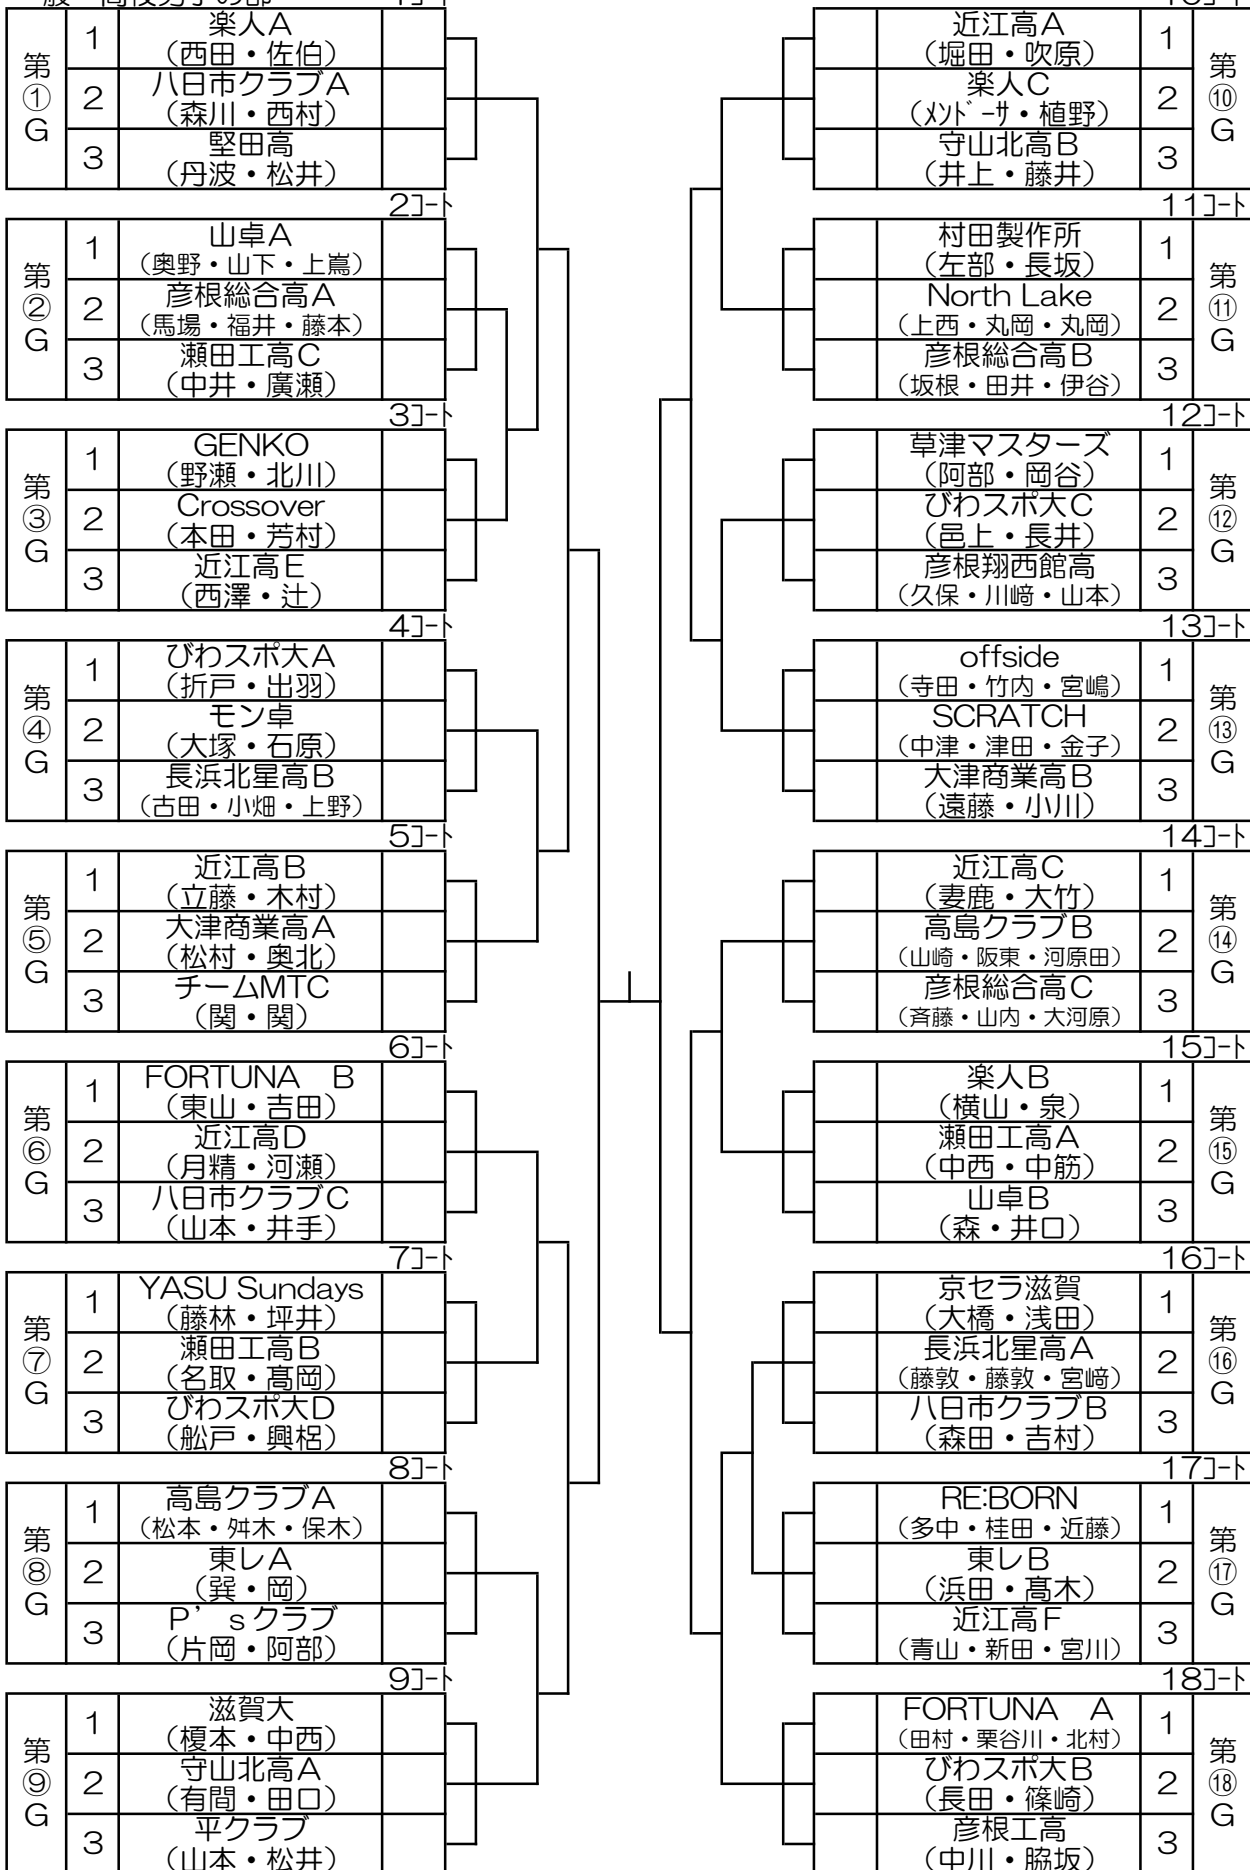 第①G
1 楽人A
（西田・佐伯）
2 八日市クラブA
（森川・西村）
3 堅田高
（丹波・松井）
2コート
第②G
1 山卓A
（奥野・山下・上嶌）
2 彦根総合高A
（馬場・福井・藤本）
3 瀬田工高C
（中井・廣瀬）
3コート
第③G
1 GENKO
（野瀬・北川）
2 Crossover
（本田・芳村）
3 近江高E
（西澤・辻）
4コート
第④G
1 びわスポ大A
（折戸・出羽）
2 モン卓
（大塚・石原）
3 長浜北星高B
（古田・小畑・上野）
5コート
第⑤G
1 近江高B
（立藤・木村）
2 大津商業高A
（松村・奥北）
3 チームMTC
（関・関）
6コート
第⑥G
1 FORTUNA　B
（東山・吉田）
2 近江高D
（月精・河瀬）
3 八日市クラブC
（山本・井手）
7コート
第⑦G
1 YASU Sundays
（藤林・坪井）
2 瀬田工高B
（名取・髙岡）
3 びわスポ大D
（舩戸・興梠）
8コート
第⑧G
1 高島クラブA
（松本・舛木・保木）
2 東レA
（巽・岡）
3 P’sクラブ
（片岡・阿部）
9コート
第⑨G
1 滋賀大
（榎本・中西）
2 守山北高A
（有間・田口）
3 平クラブ
（山本・松井）
近江高A 1
（堀田・吹原）
楽人C 2
（ﾒﾝﾄﾞｰｻ・植野）
守山北高B 3
（井上・藤井）
第⑩G
11コート
村田製作所 1
（左部・長坂）
North Lake 2
（上西・丸岡・丸岡）
彦根総合高B 3
（坂根・田井・伊谷）
第⑪G
12コート
草津マスターズ 1
（阿部・岡谷）
びわスポ大C 2
（邑上・長井）
彦根翔西館高 3
（久保・川﨑・山本）
第⑫G
13コート
offside 1
（寺田・竹内・宮嶋）
SCRATCH 2
（中津・津田・金子）
大津商業高B 3
（遠藤・小川）
第⑬G
14コート
近江高C 1
（妻鹿・大竹）
高島クラブB 2
（山崎・阪東・河原田）
彦根総合高C 3
（斉藤・山内・大河原）
第⑭G
15コート
楽人B 1
（横山・泉）
瀬田工高A 2
（中西・中筋）
山卓B 3
（森・井口）
第⑮G
16コート
京セラ滋賀 1
（大橋・浅田）
長浜北星高A 2
（藤敦・藤敦・宮﨑）
八日市クラブB 3
（森田・吉村）
第⑯G
17コート
RE:BORN 1
（多中・桂田・近藤）
東レB 2
（浜田・髙木）
近江高F 3
（青山・新田・宮川）
第⑰G
18コート
FORTUNA　A 1
（田村・栗谷川・北村）
びわスポ大B 2
（長田・篠崎）
彦根工高 3
（中川・脇坂）
第⑱G